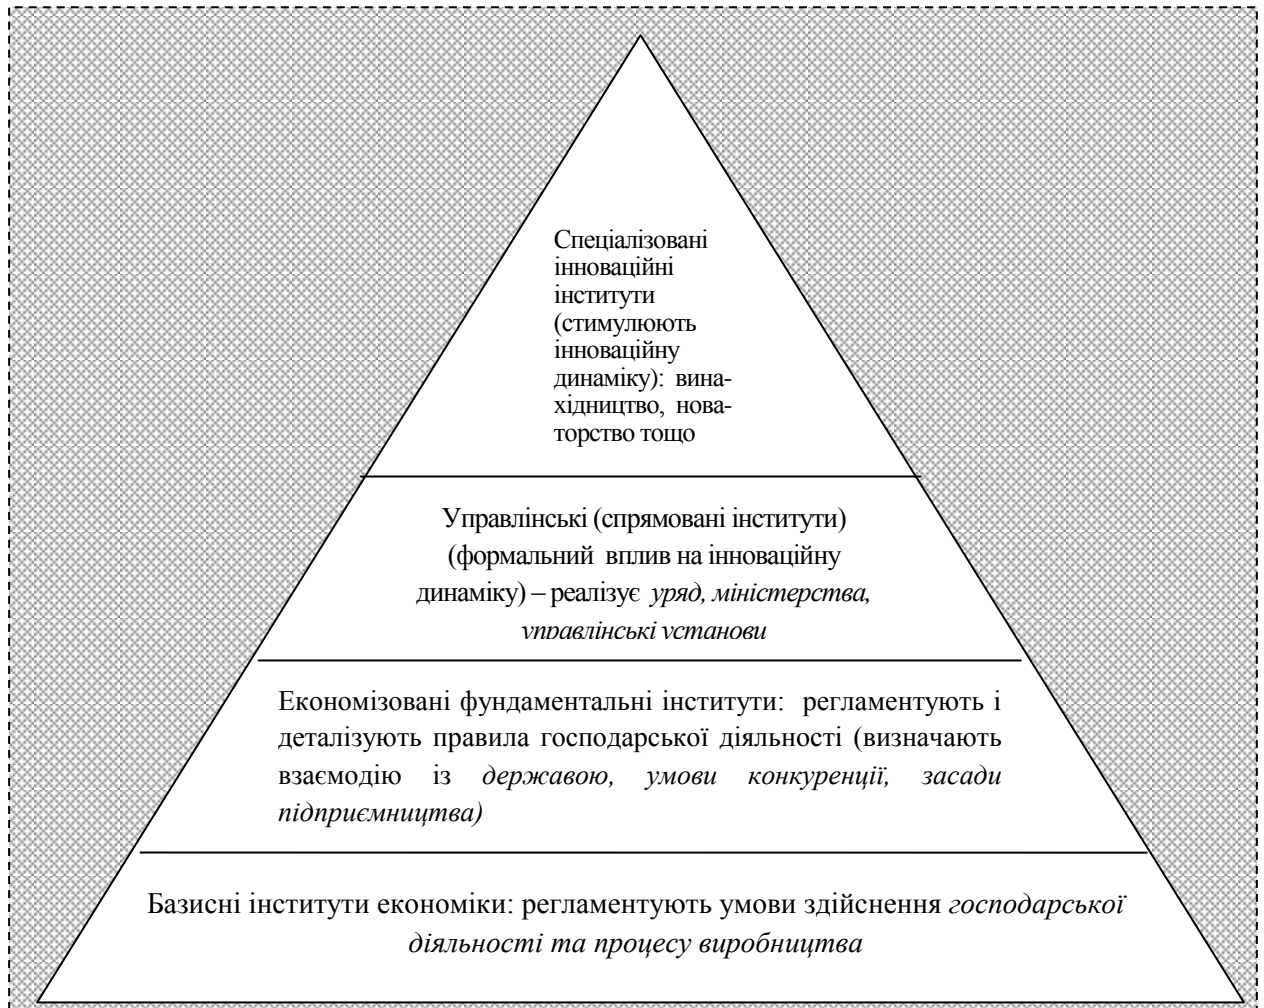 Спеціалізовані
інноваційні
інститути
(стимулюють
інноваційну
динаміку): вина-
хідництво, нова-
торство тощо
Управлінські (спрямовані інститути)
(формальний вплив на інноваційну
динаміку) – реалізує уряд, міністерства,
управлінські установи
Економізовані фундаментальні інститути: регламентують і
деталізують правила господарської діяльності (визначають
взаємодію із державою, умови конкуренції, засади
підприємництва)
Базисні інститути економіки: регламентують умови здійснення господарської
діяльності та процесу виробництва